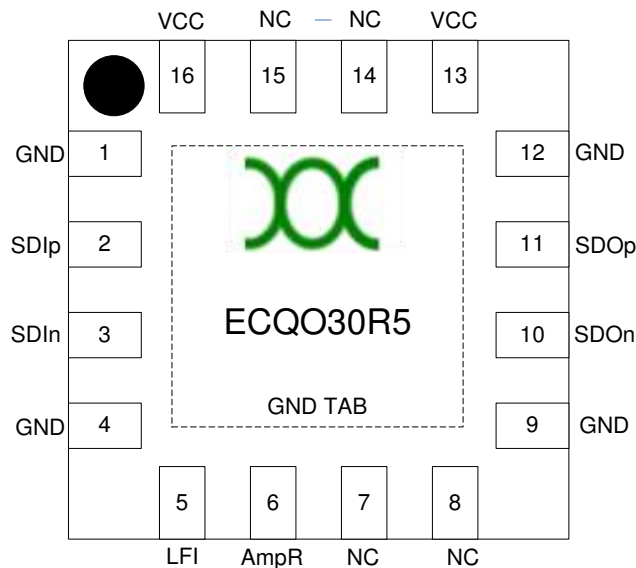 VCC NC NC VCC
16 15 14 13
GND 1 12 GND
SDIp 2 11 SDOp
SDIn 3 10 SDOn
ECQO30R5
GND TAB
GND 4 9 GND
5 6 7 8
LFI AmpR NC NC